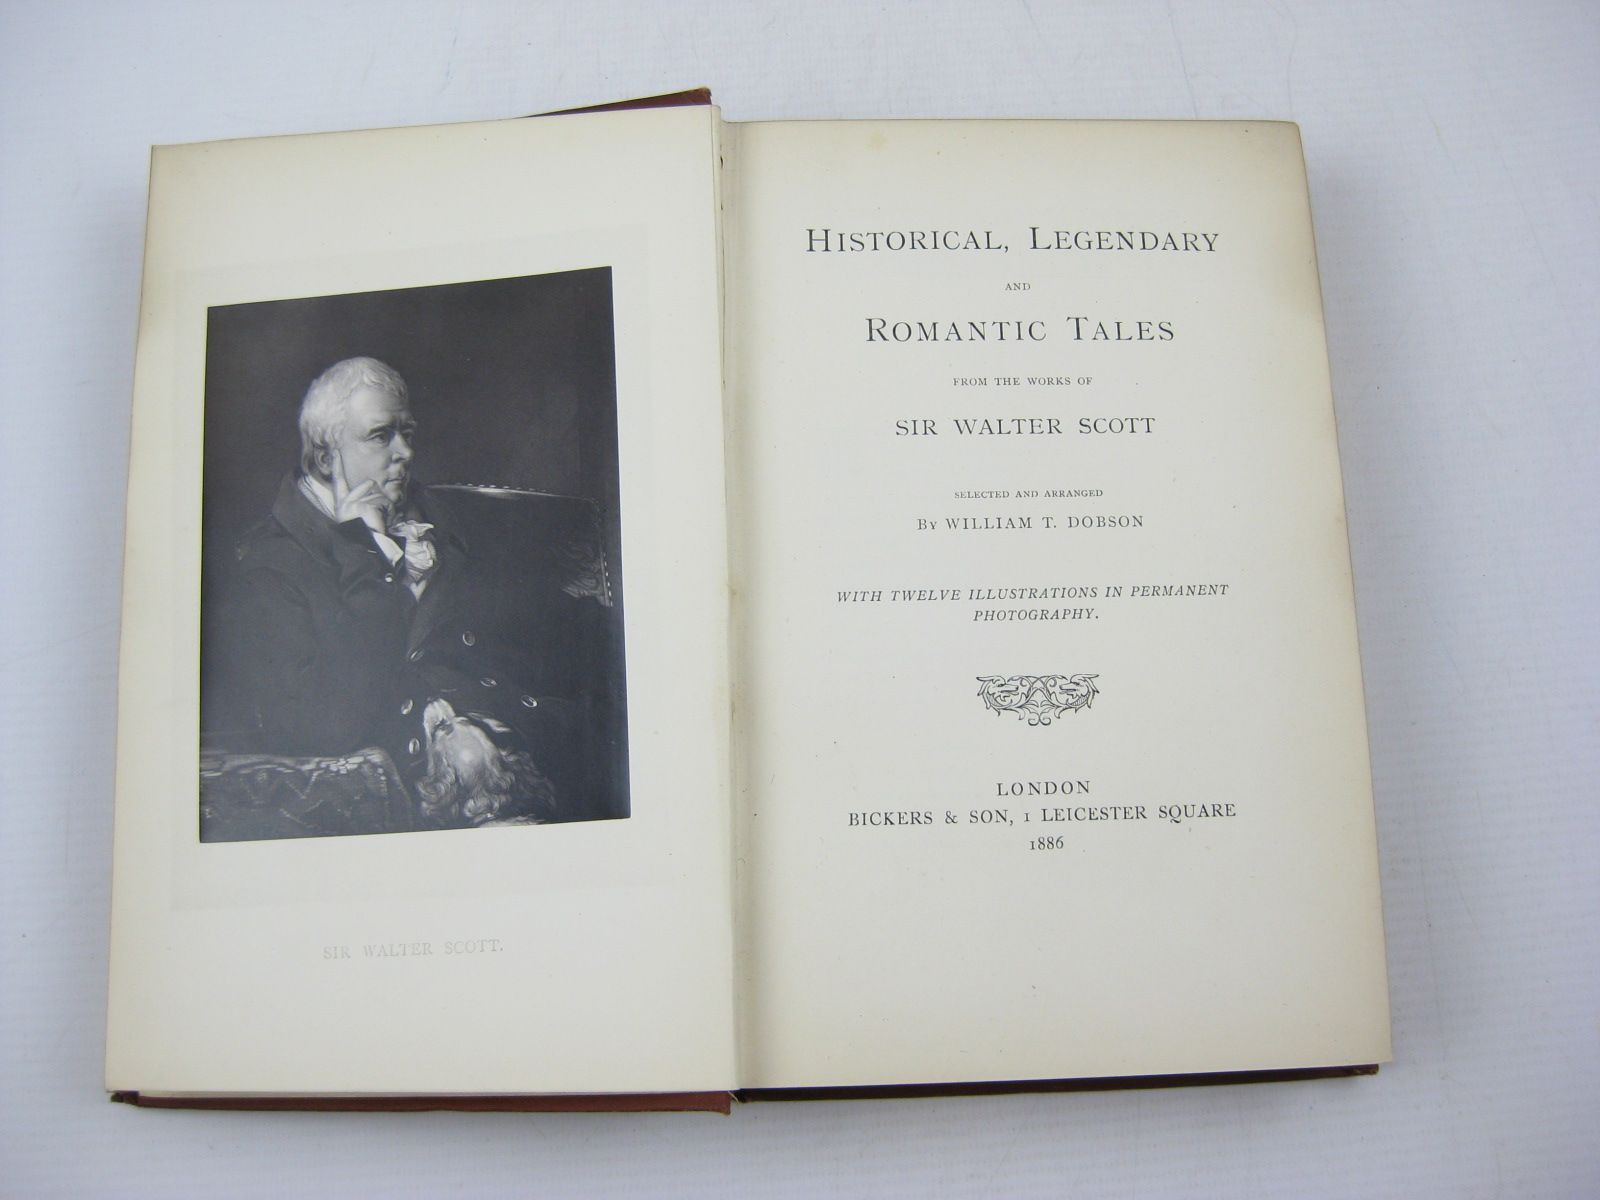 SIR WALTER SCOTT.
HISTORICAL, LEGENDARY
AND
ROMANTIC TALES
FROM THE WORKS OF
SIR WALTER SCOTT
SELECTED AND ARRANGED
BY WILLIAM T. DOBSON
WITH TWELVE ILLUSTRATIONS IN PERMANENT
PHOTOGRAPHY.
LONDON
BICKERS & SON, 1 LEICESTER SQUARE
1886